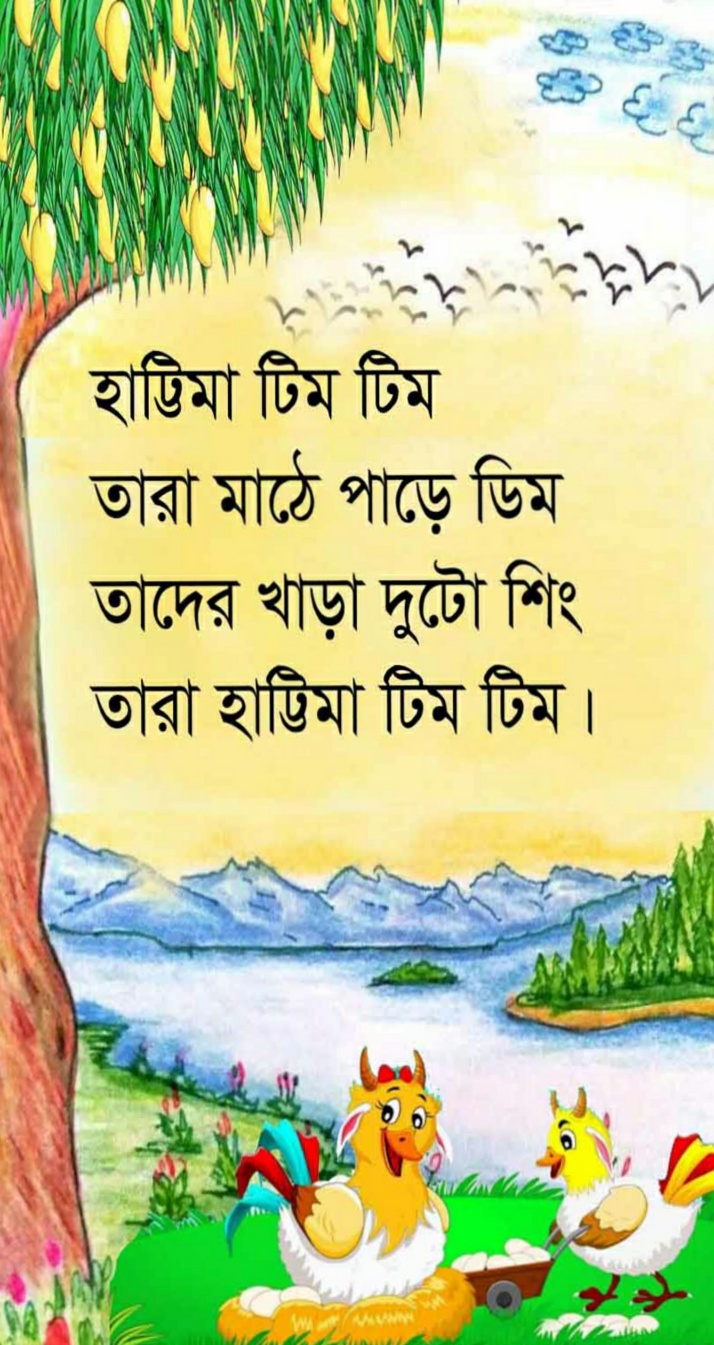 হাট্টিমা টিম টিম
তারা মাঠে পাড়ে ডিম
তাদের খাড়া দুটো শিং
তারা হাট্টিমা টিম টিম।